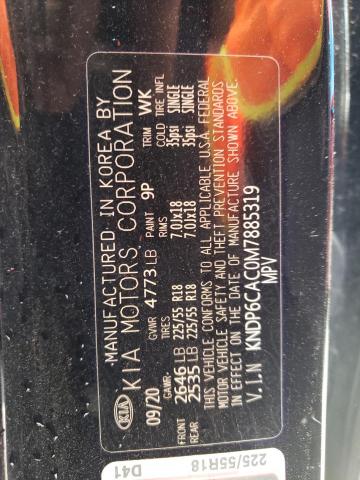 MANUFACTURED IN KOREA BY
KIA KIA MOTORS CORPORATION
09/20 GVWR 4773 LB PAINT 9P TRIM WK
GAWR: TIRES RIMS COLD TIRE INFL
FRONT 2646 LB 225/55 R18 7.0Jx18 35psi SINGLE
REAR 2535 LB 225/55 R18 7.0Jx18 35psi SINGLE
THIS VEHICLE CONFORMS TO ALL APPLICABLE U.S.A. FEDERAL
MOTOR VEHICLE SAFETY AND THEFT PREVENTION STANDARDS
IN EFFECT ON THE DATE OF MANUFACTURE SHOWN ABOVE.
V.I.N KNDP6CAC0M7885319
MPV
225/55R18
D41